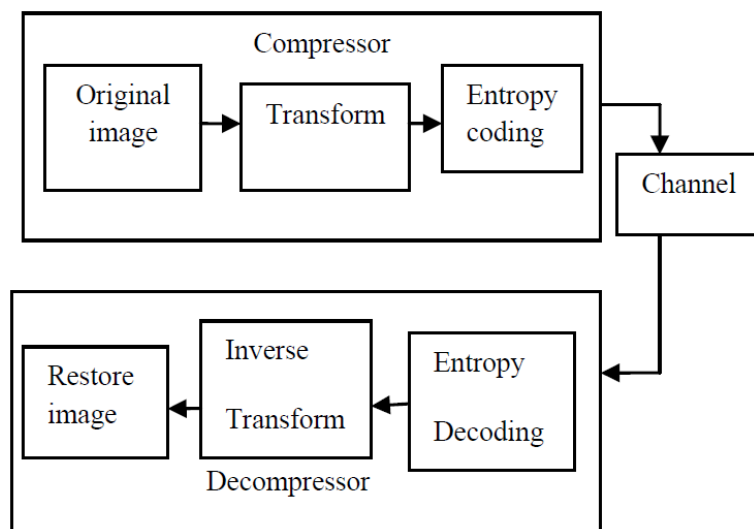 Compressor
Original
image
Transform
Entropy
coding
Channel
Restore
image
Inverse
Transform
Entropy
Decoding
Decompressor